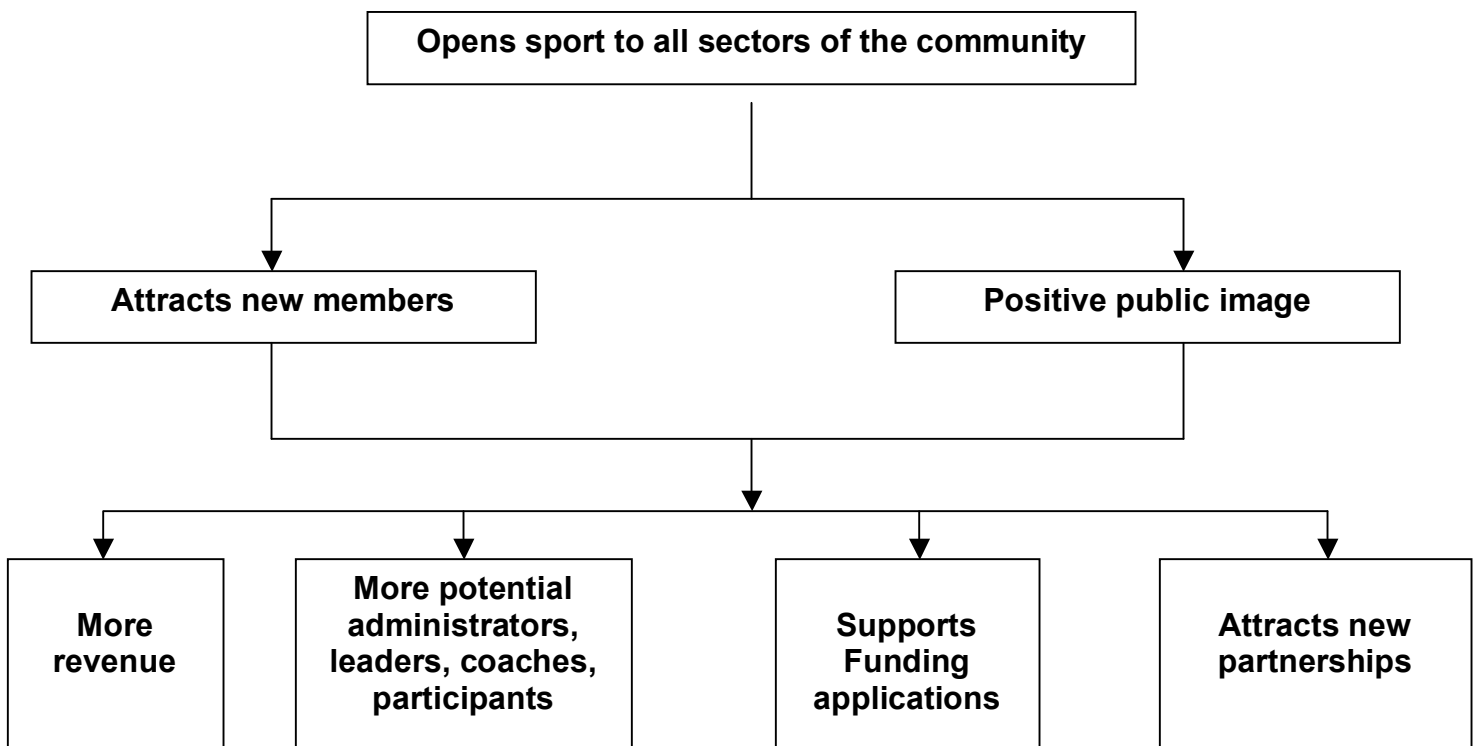 Opens sport to all sectors of the community
Attracts new members
Positive public image
More
revenue
More potential
administrators,
leaders, coaches,
participants
Supports
Funding
applications
Attracts new
partnerships